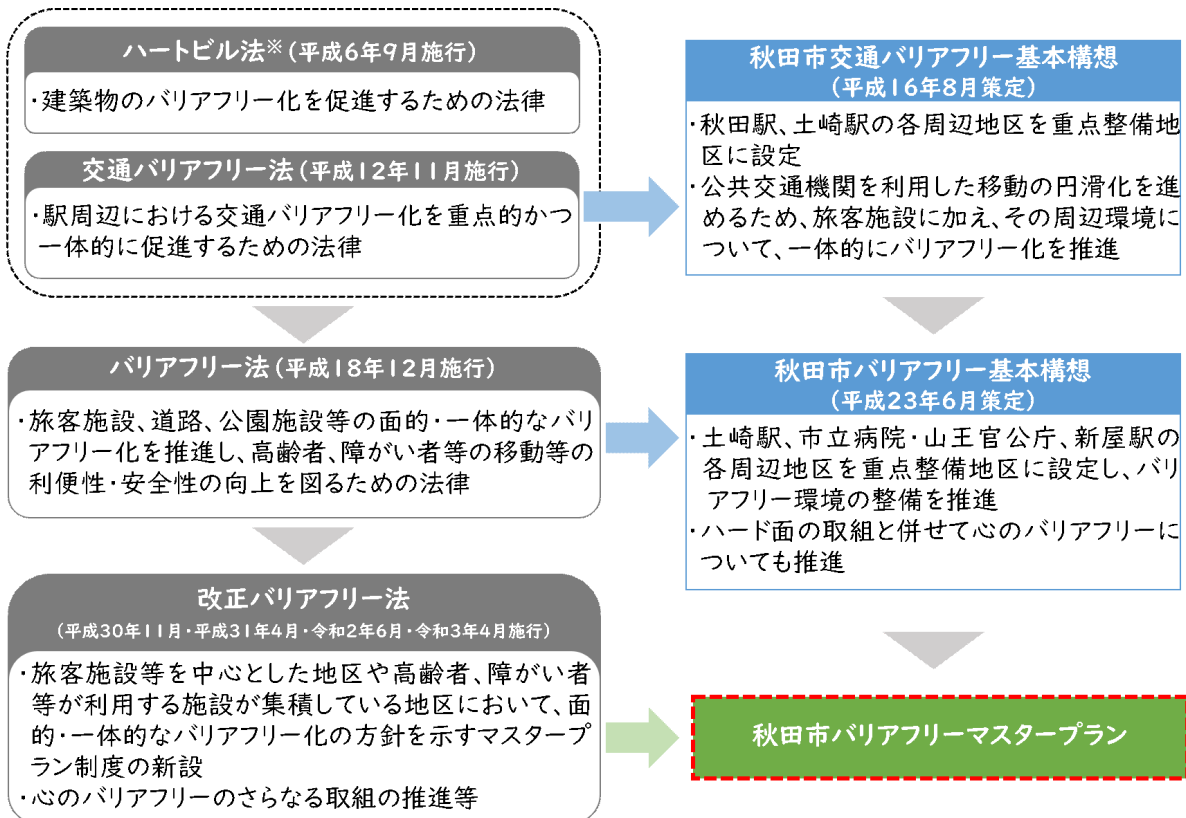 ハートビル法※(平成6年9月施行)
・建築物のバリアフリー化を促進するための法律
交通バリアフリー法(平成12年11月施行)
・駅周辺における交通バリアフリー化を重点的かつ
一体的に促進するための法律
秋田市交通バリアフリー基本構想
(平成16年8月策定)
・秋田駅、土崎駅の各周辺地区を重点整備地
区に設定
・公共交通機関を利用した移動の円滑化を進
めるため、旅客施設に加え、その周辺環境に
ついて、一体的にバリアフリー化を推進
バリアフリー法(平成18年12月施行)
・旅客施設、道路、公園施設等の面的・一体的なバリ
アフリー化を推進し、高齢者、障がい者等の移動等の
利便性・安全性の向上を図るための法律
秋田市バリアフリー基本構想
(平成23年6月策定)
・土崎駅、市立病院・山王官公庁、新屋駅の
各周辺地区を重点整備地区に設定し、バリ
アフリー環境の整備を推進
・ハード面の取組と併せて心のバリアフリーに
ついても推進
改正バリアフリー法
(平成30年11月・平成31年4月・令和2年6月・令和3年4月施行)
・旅客施設等を中心とした地区や高齢者、障がい者
等が利用する施設が集積している地区において、面
的・一体的なバリアフリー化の方針を示すマスタープ
ラン制度の新設
・心のバリアフリーのさらなる取組の推進等
秋田市バリアフリーマスタープラン